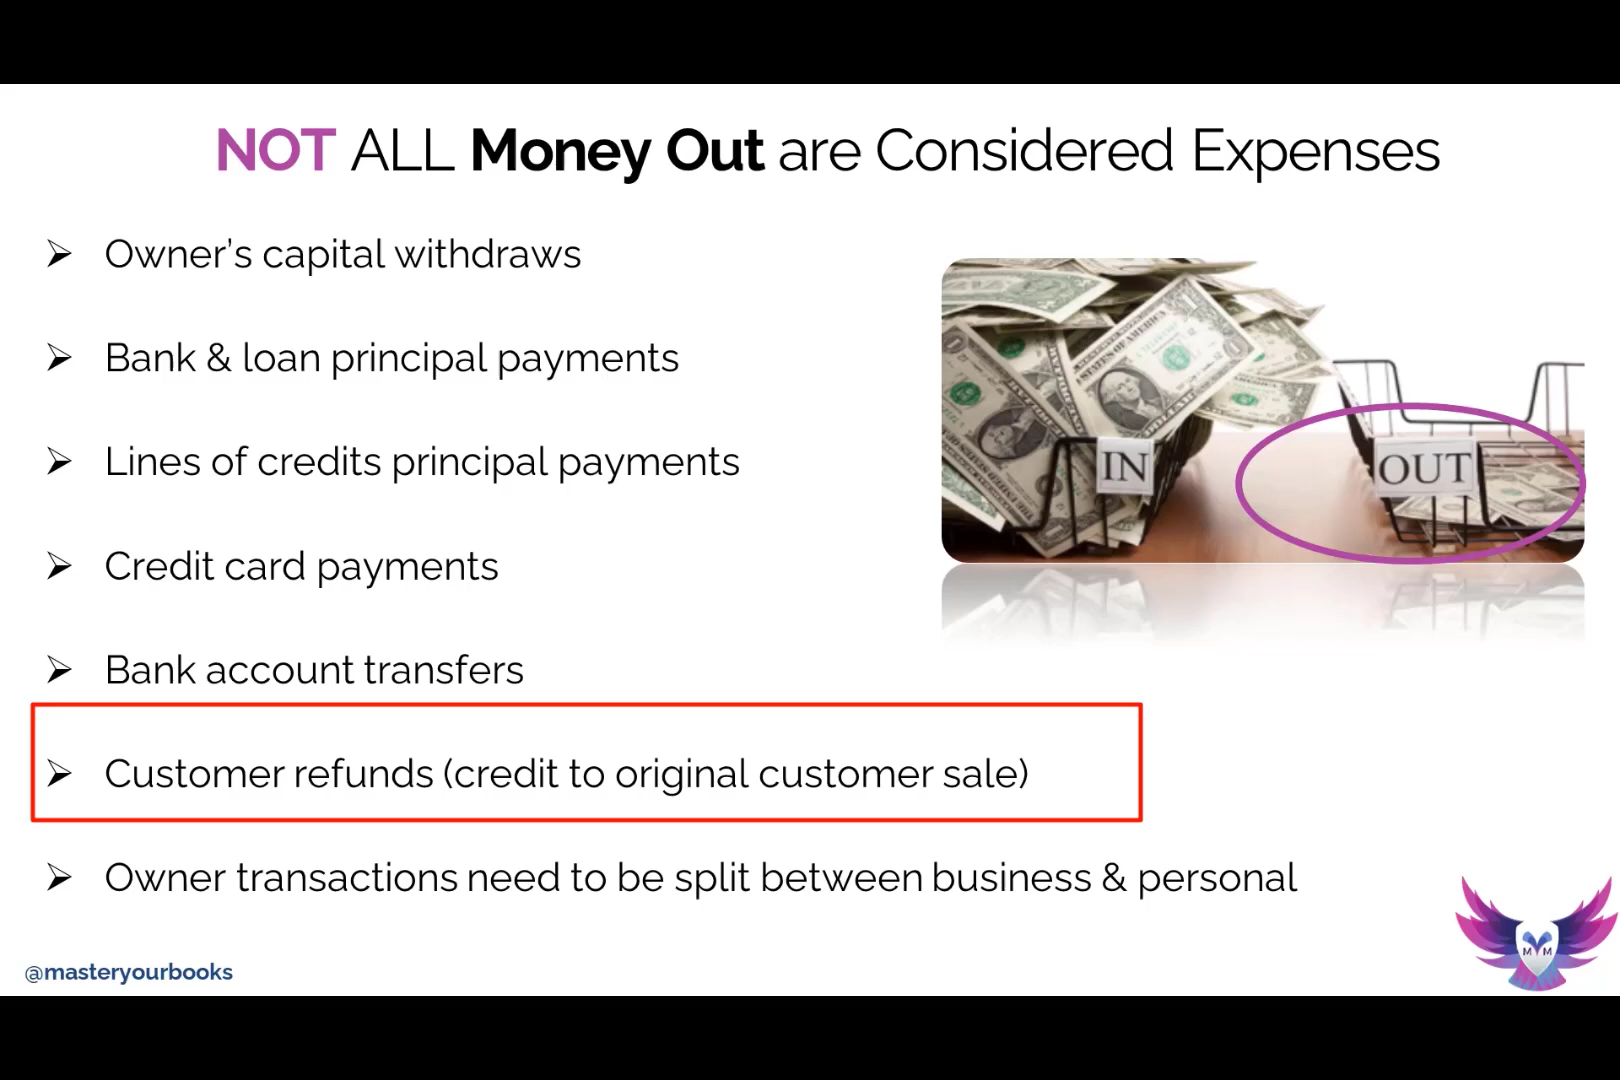 NOT ALL Money Out are Considered Expenses
Owner's capital withdraws
Bank & loan principal payments
Lines of credits principal payments
Credit card payments
Bank account transfers
Customer refunds (credit to original customer sale)
Owner transactions need to be split between business & personal
IN
OUT
@masteryourbooks
M M